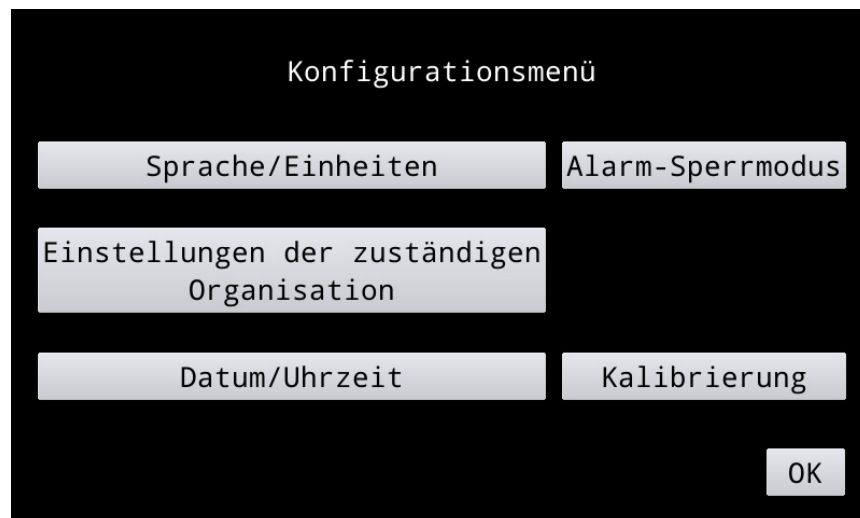 Konfigurationsmenü
Sprache/Einheiten
Alarm-Sperrmodus
Einstellungen der zuständigen
Organisation
Datum/Uhrzeit
Kalibrierung
OK